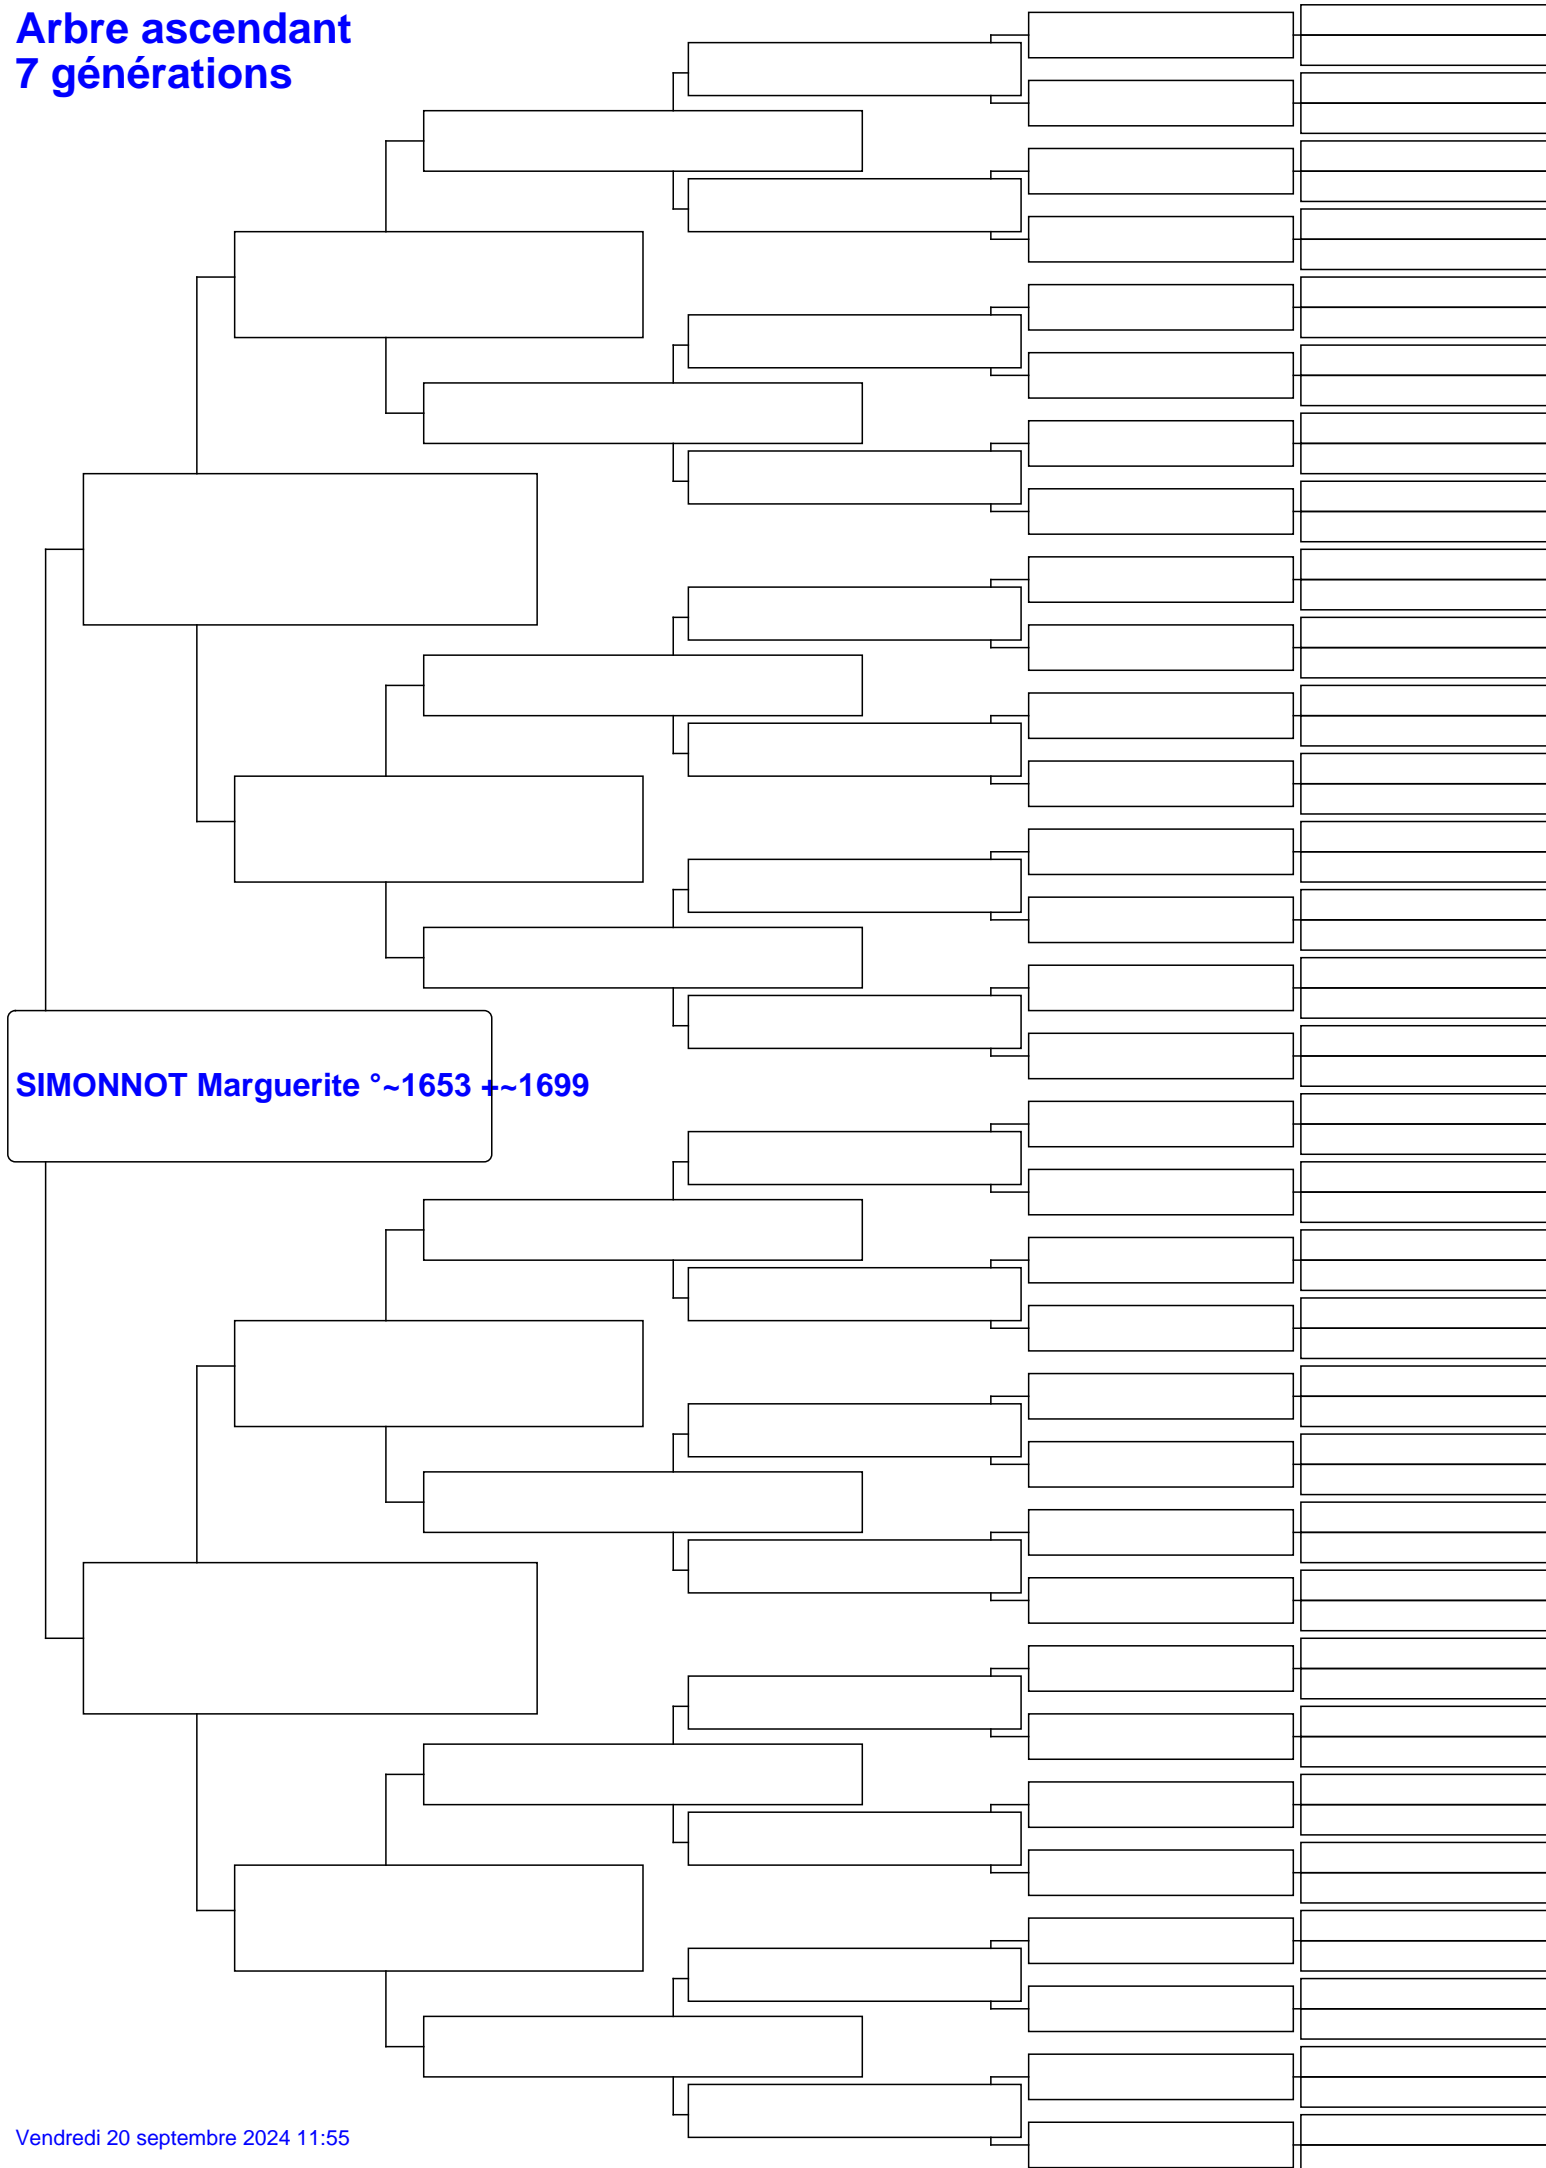 Arbre ascendant
7 générations
SIMONNOT Marguerite °~1653 +~1699
Vendredi 20 septembre 2024 11:55